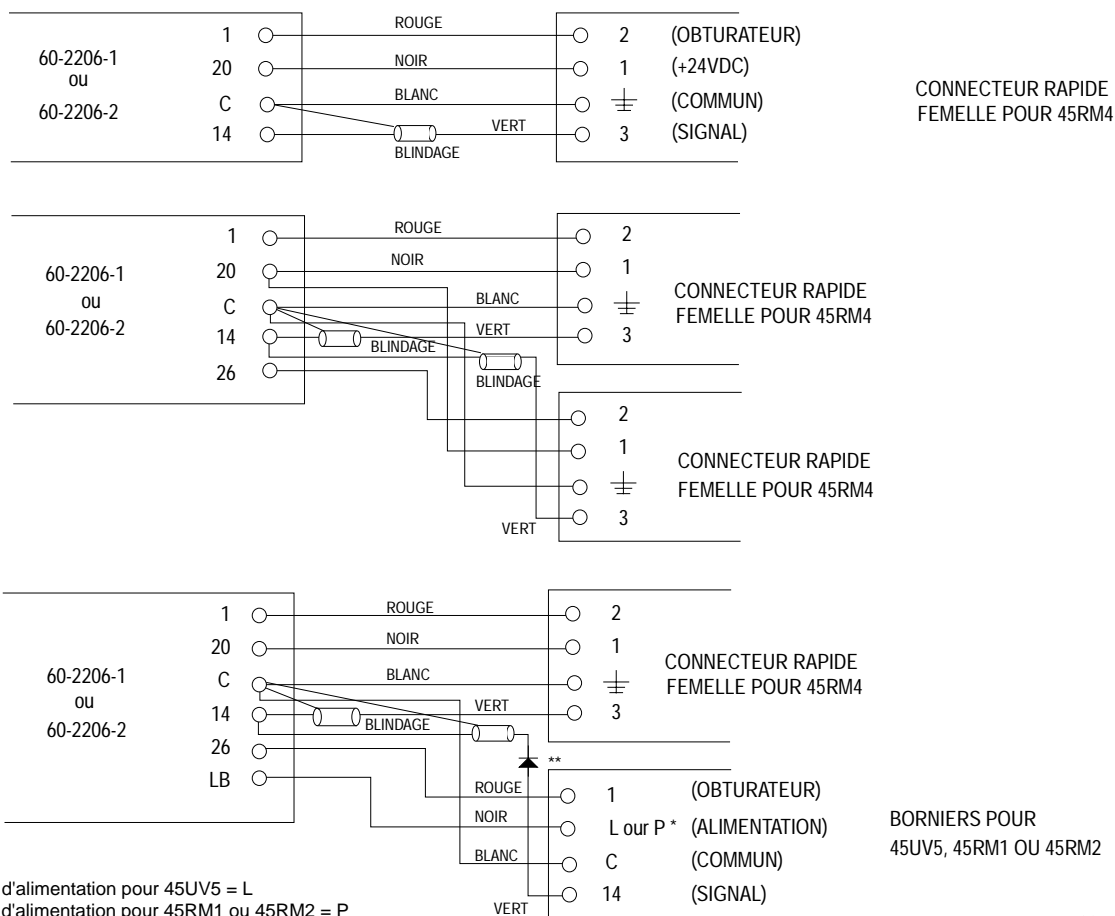 ROUGE
1 2 (OBTURATEUR)
60-2206-1
ou
60-2206-2
NOIR
20 1 (+24VDC)
BLANC
C (COMMUN)
VERT
14 3 (SIGNAL)
BLINDAGE
CONNECTEUR RAPIDE
FEMELLE POUR 45RM4
ROUGE
1 2
60-2206-1
ou
60-2206-2
NOIR
20 1
BLANC
C
VERT
14 3
BLINDAGE
26
BLINDAGE
CONNECTEUR RAPIDE
FEMELLE POUR 45RM4
2
1
3
VERT
CONNECTEUR RAPIDE
FEMELLE POUR 45RM4
ROUGE
1 2
60-2206-1
ou
60-2206-2
NOIR
20 1
BLANC
C
VERT
14 3
BLINDAGE
26
LB
CONNECTEUR RAPIDE
FEMELLE POUR 45RM4
**
ROUGE
1 (OBTURATEUR)
NOIR
L our P * (ALIMENTATION)
BLANC
C (COMMUN)
14 (SIGNAL)
VERT
BORNIERS POUR
45UV5, 45RM1 OU 45RM2
d'alimentation pour 45UV5 = L
d'alimentation pour 45RM1 ou 45RM2 = P